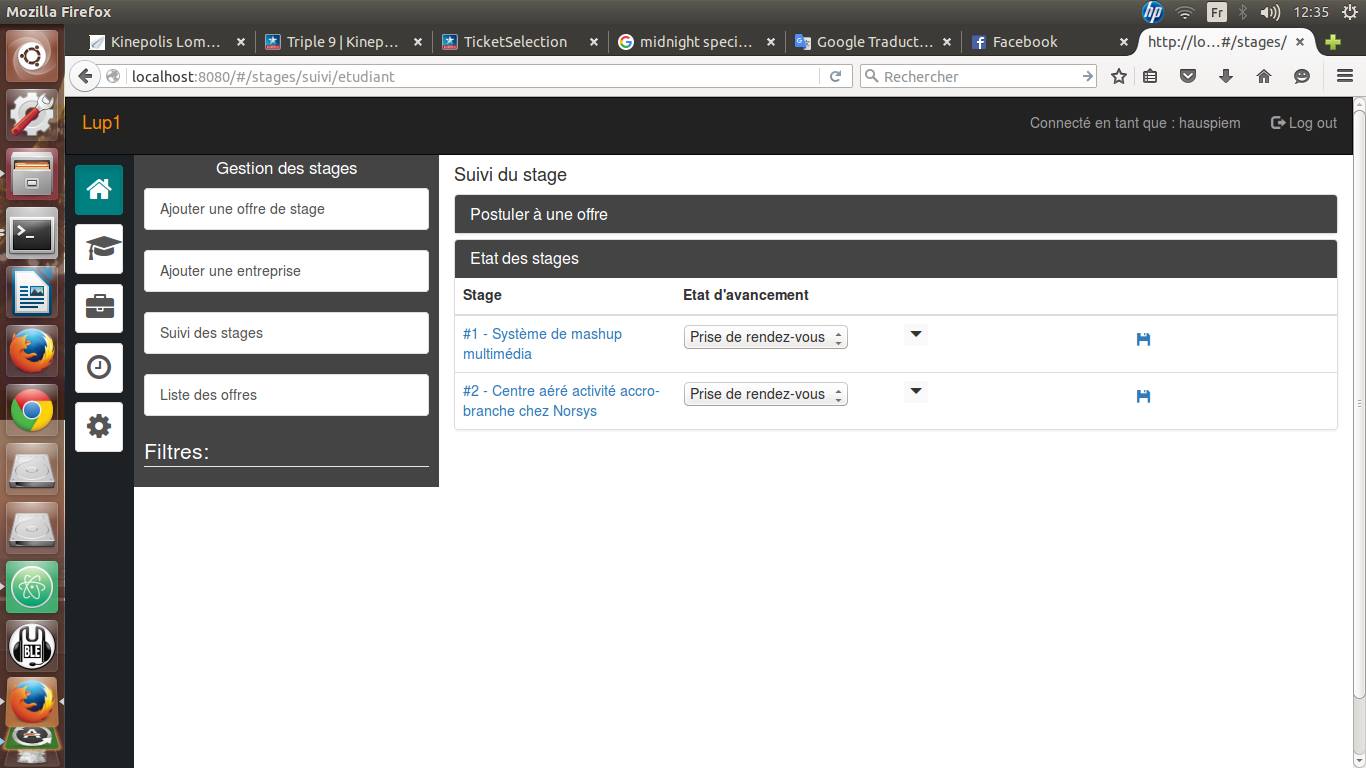 Mozilla Firefox
Fr
12:35
Kinepolis Lom…
Triple 9 | Kinep…
TicketSelection
midnight speci…
Google Traduct…
Facebook
http://lo…#/stages/
localhost:8080/#/stages/suivi/etudiant
Rechercher
Lup1
Connecté en tant que : hauspiem
Log out
Gestion des stages
Ajouter une offre de stage
Ajouter une entreprise
Suivi des stages
Liste des offres
Filtres:
Suivi du stage
Postuler à une offre
Etat des stages
Stage
Etat d'avancement
#1 - Système de mashup
multimédia
Prise de rendez-vous
#2 - Centre aéré activité accro-
branche chez Norsys
Prise de rendez-vous
hp
U
BLE
A